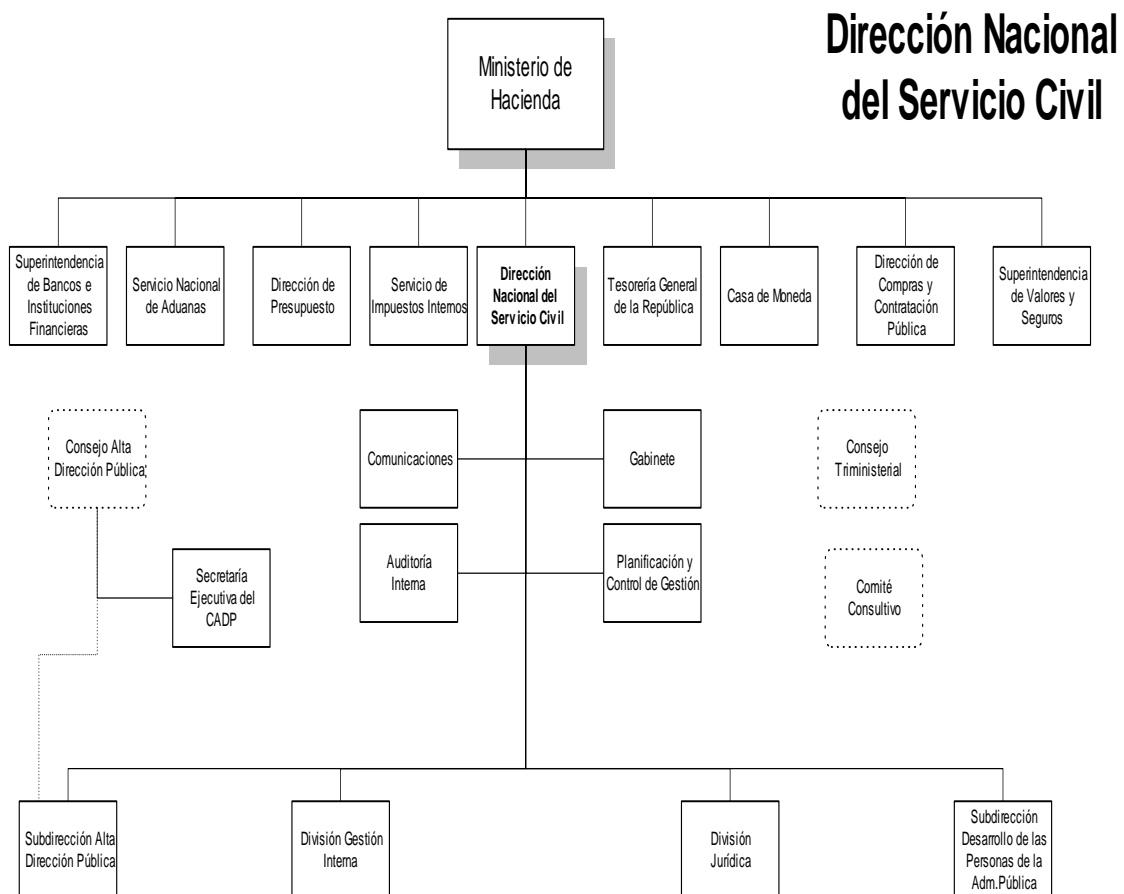 Dirección Nacional
del Servicio Civil
Ministerio de
Hacienda
Superintendencia
de Bancos e
Instituciones
Financieras
Servicio Nacional
de Aduanas
Dirección de
Presupuesto
Servicio de
Impuestos Internos
Dirección
Nacional del
Servicio Civil
Tesorería General
de la República
Casa de Moneda
Dirección de
Compras y
Contratación
Pública
Superintendencia
de Valores y
Seguros
Consejo Alta
Dirección Pública
Comunicaciones
Gabinete
Consejo
Triministerial
Secretaría
Ejecutiva del
CADP
Auditoría
Interna
Planificación y
Control de Gestión
Comité
Consultivo
Subdirección Alta
Dirección Pública
División Gestión
Interna
División
Jurídica
Subdirección
Desarrollo de las
Personas de la
Adm.Pública